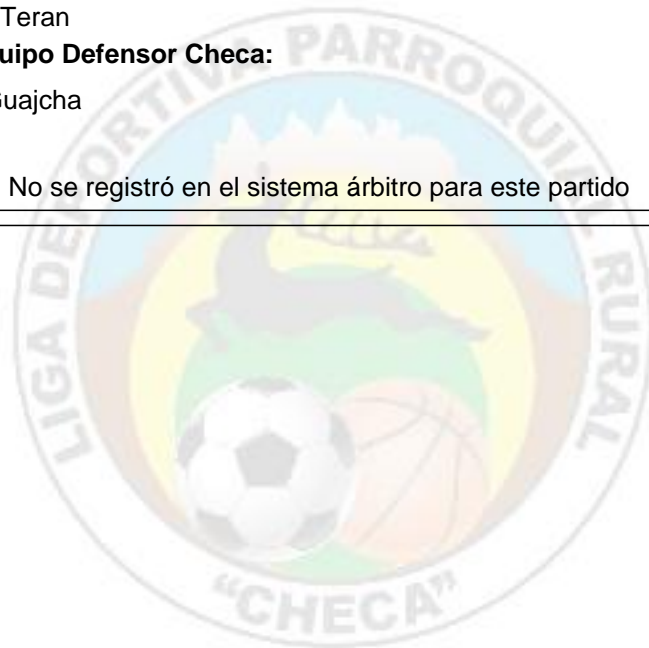 Teran
uipo Defensor Checa:
Guajcha
No se registró en el sistema árbitro para este partido
LIGA DEPORTIVA PARROQUIAL RURAL
"CHECA"